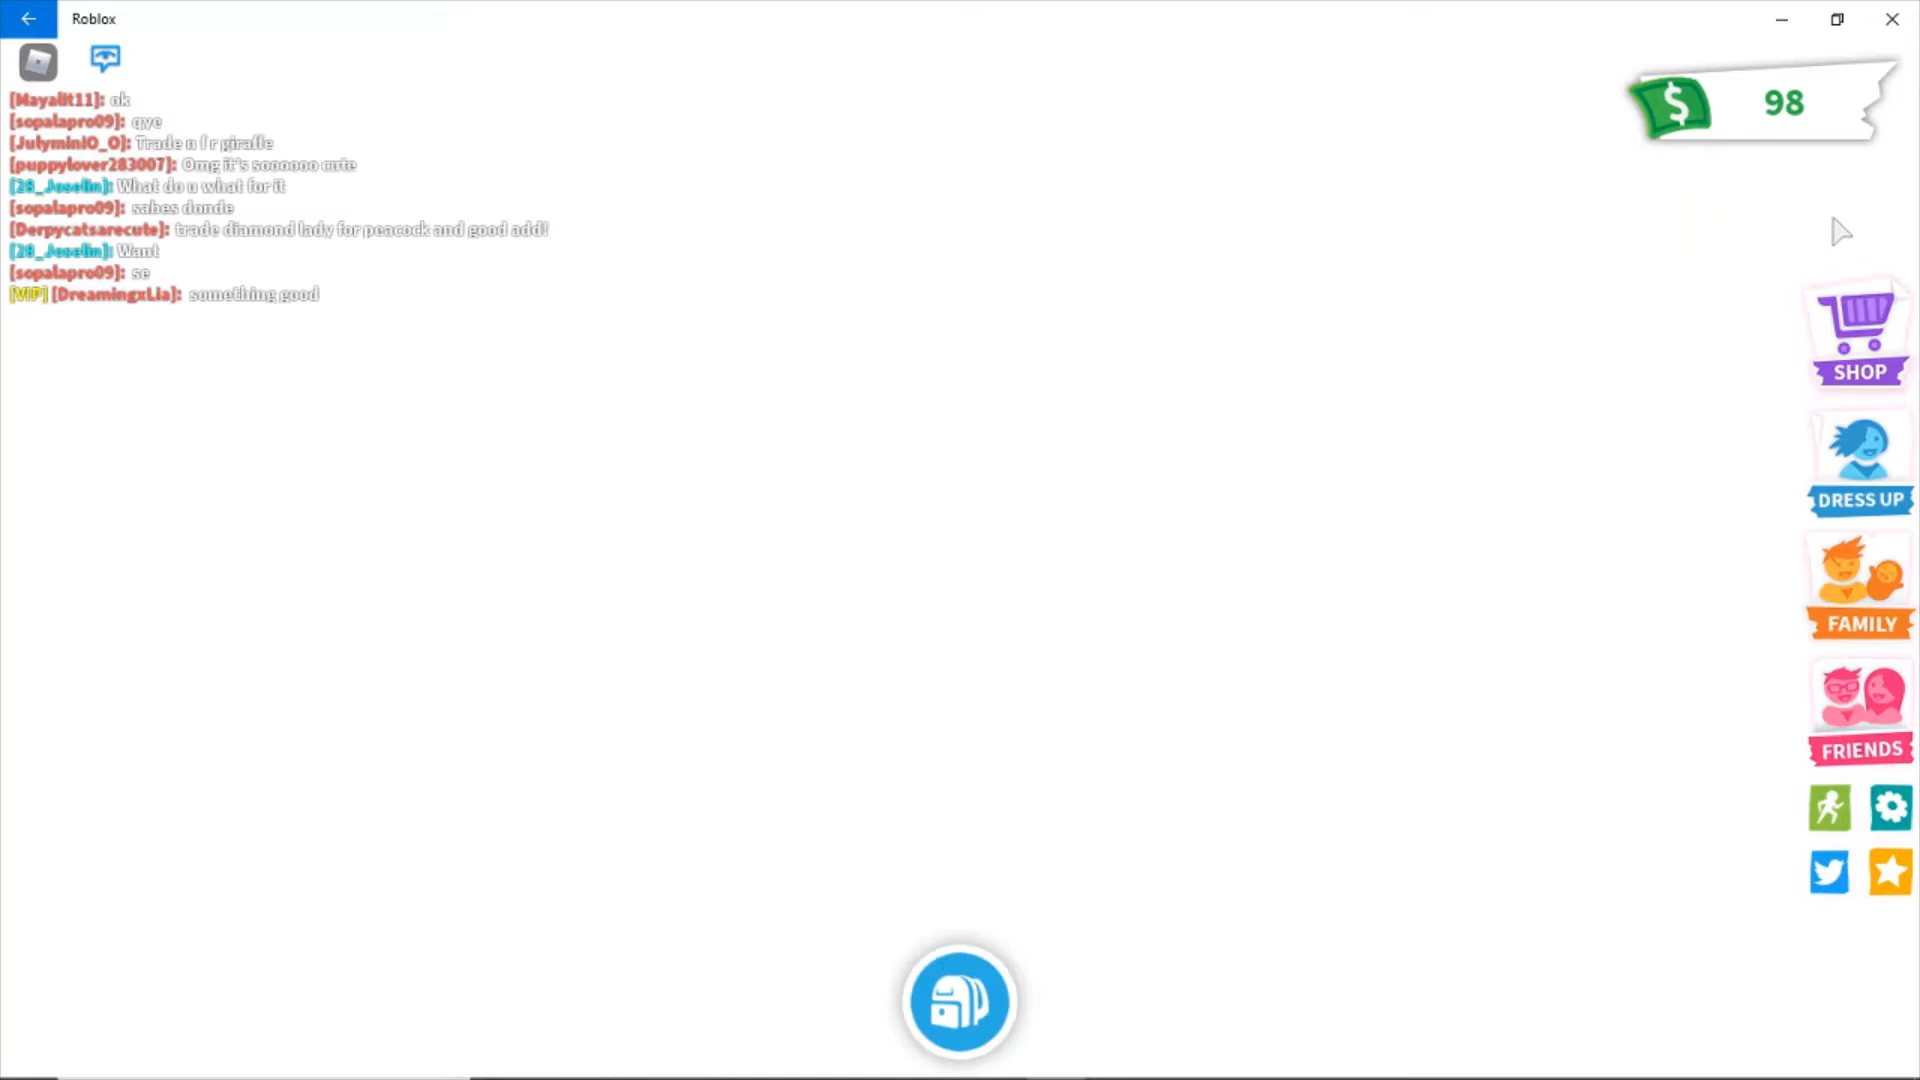 Roblox
98
[Mayalit11]: ok
[sopalapro09]: qve
[JulyminIO_O]: Trade n f r giraffe
[puppylover283007]: Omg it's soooooo cute
[28_Joselin]: What do u what for it
[sopalapro09]: sabes donde
[Derpycatsarecute]: trade diamond lady for peacock and good add!
[28_Joselin]: Want
[sopalapro09]: se
[VIP] [DreamingxLia]: something good
SHOP
DRESS UP
FAMILY
FRIENDS